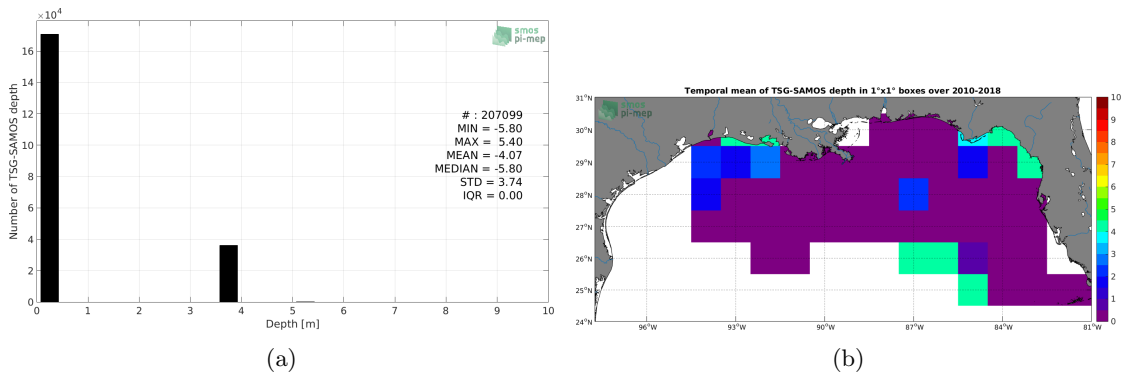 ×10⁴
16
14
12
10
8
6
4
2
0
Number of TSG-SAMOS depth
smos
pi-mep
# : 207099
MIN = -5.80
MAX = 5.40
MEAN = -4.07
MEDIAN = -5.80
STD = 3.74
IQR = 0.00
0 1 2 3 4 5 6 7 8 9 10
Depth [m]
(a)
Temporal mean of TSG-SAMOS depth in 1°x1° boxes over 2010-2018
smos
pi-mep
31°N
30°N
29°N
28°N
27°N
26°N
25°N
24°N
96°W 93°W 90°W 87°W 84°W 81°W
10
9
8
7
6
5
4
3
2
1
0
(b)